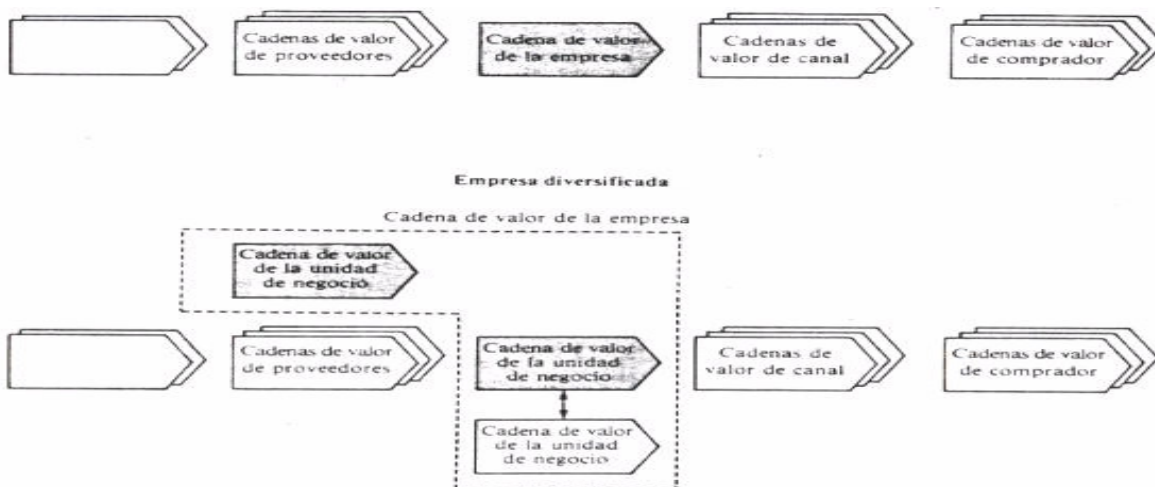 Cadenas de valor
de proveedores
Cadena de valor
de la empresa
Cadenas de
valor de canal
Cadenas de valor
de comprador
Empresa diversificada
Cadena de valor de la empresa
Cadena de valor
de la unidad
de negocio
Cadenas de valor
de proveedores
Cadena de valor
de la unidad
de negocio
Cadenas de
valor de canal
Cadenas de valor
de comprador
Cadena de valor
de la unidad
de negocio